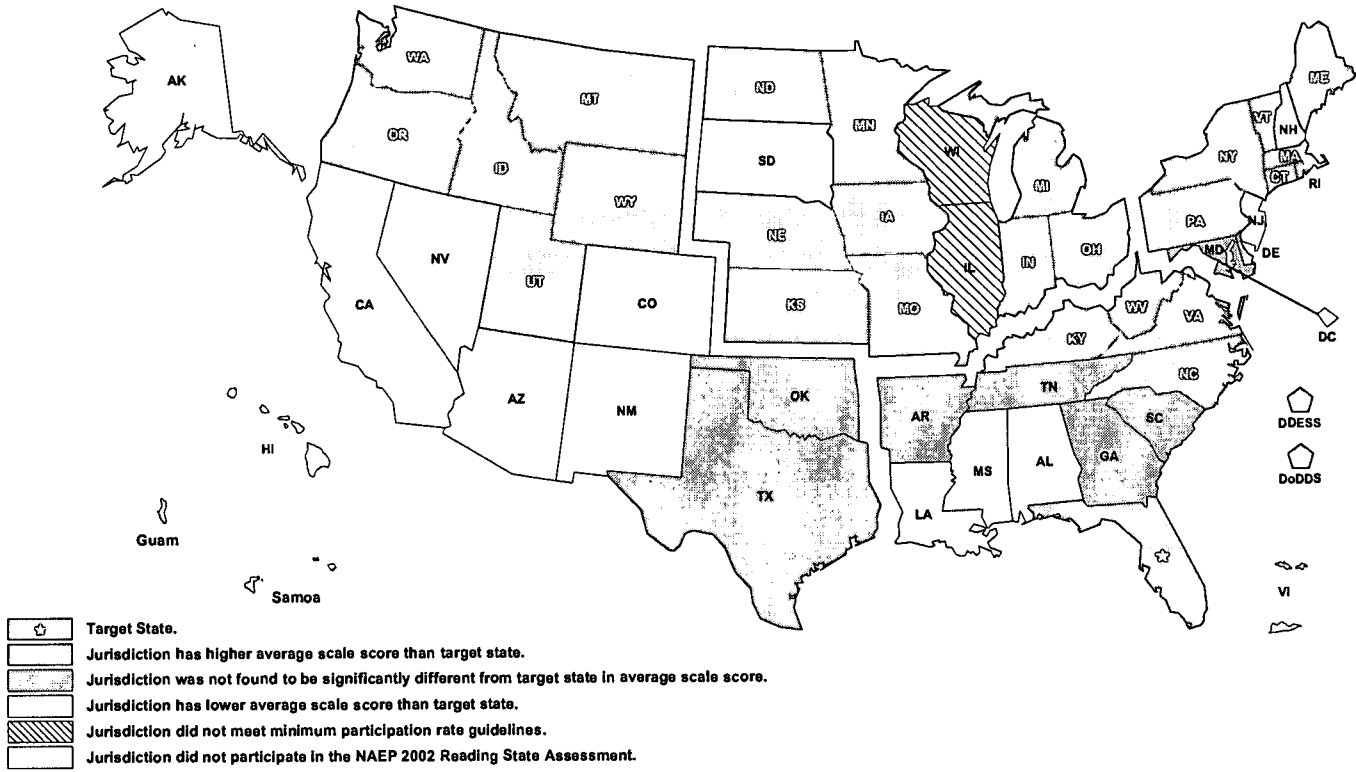 AK
WA
MT
ND
MN
ME
VT
NH
OR
ID
SD
WI
NY
MA
CT
RI
MI
WY
IA
PA
NJ
NE
OH
MD
DE
NV
UT
IN
IL
CA
CO
KS
MO
WV
VA
DC
KY
AZ
NM
OK
TN
NC
AR
SC
DDESS
HI
MS
AL
GA
DoDDS
TX
LA
Guam
VI
Samoa
Target State.
Jurisdiction has higher average scale score than target state.
Jurisdiction was not found to be significantly different from target state in average scale score.
Jurisdiction has lower average scale score than target state.
Jurisdiction did not meet minimum participation rate guidelines.
Jurisdiction did not participate in the NAEP 2002 Reading State Assessment.